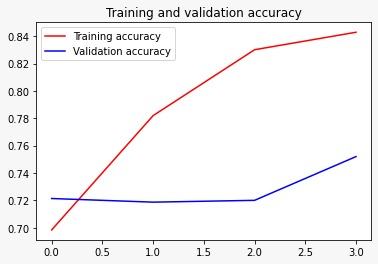 Training and validation accuracy
Training accuracy
Validation accuracy
0.84
0.82
0.80
0.78
0.76
0.74
0.72
0.70
0.0 0.5 1.0 1.5 2.0 2.5 3.0